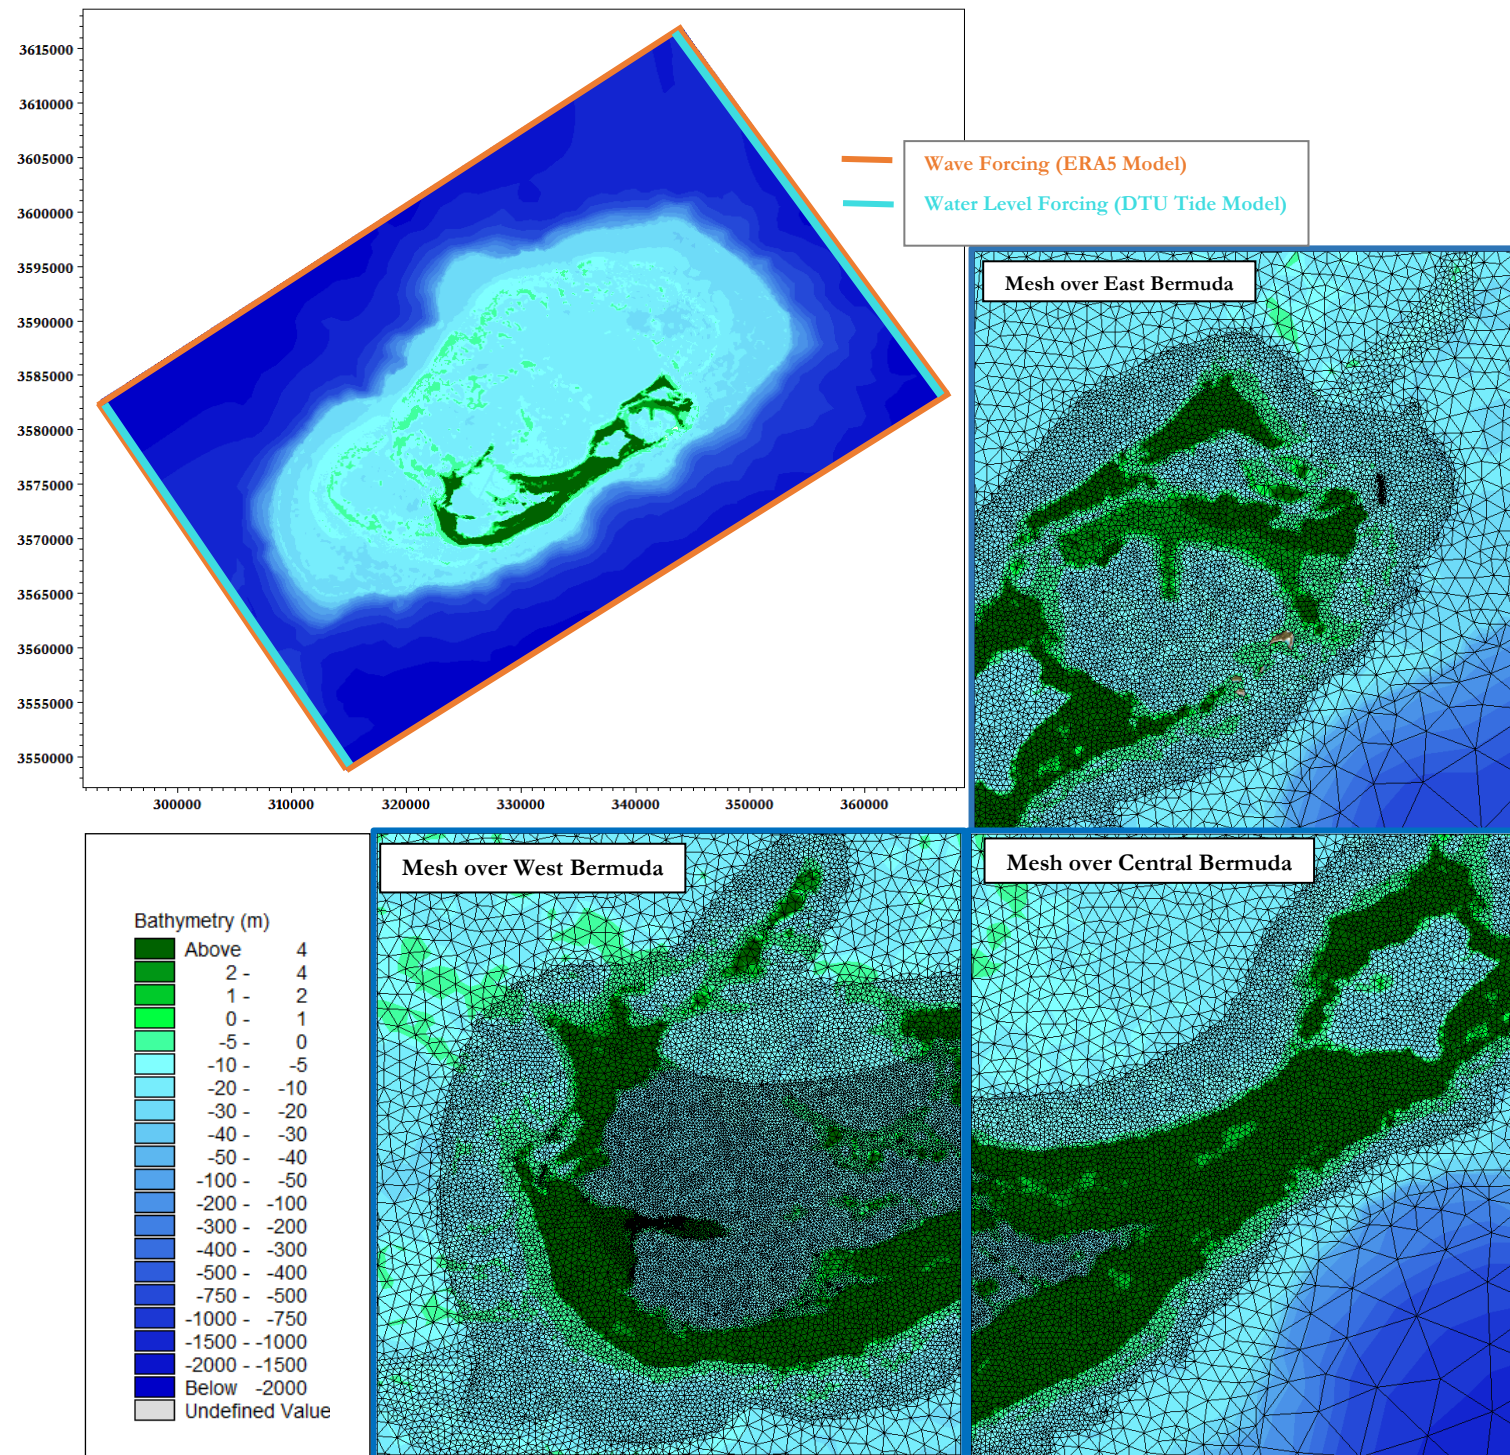 3615000
3610000
3605000
3600000
3595000
3590000
3585000
3580000
3575000
3570000
3565000
3560000
3555000
3550000
300000 310000 320000 330000 340000 350000 360000
Wave Forcing (ERA5 Model)
Water Level Forcing (DTU Tide Model)
Mesh over East Bermuda
Mesh over West Bermuda
Mesh over Central Bermuda
Bathymetry (m)
Above 4
2 - 4
1 - 2
0 - 1
-5 - 0
-10 - -5
-20 - -10
-30 - -20
-40 - -30
-50 - -40
-100 - -50
-200 - -100
-300 - -200
-400 - -300
-500 - -400
-750 - -500
-1000 - -750
-1500 - -1000
-2000 - -1500
Below -2000
Undefined Value